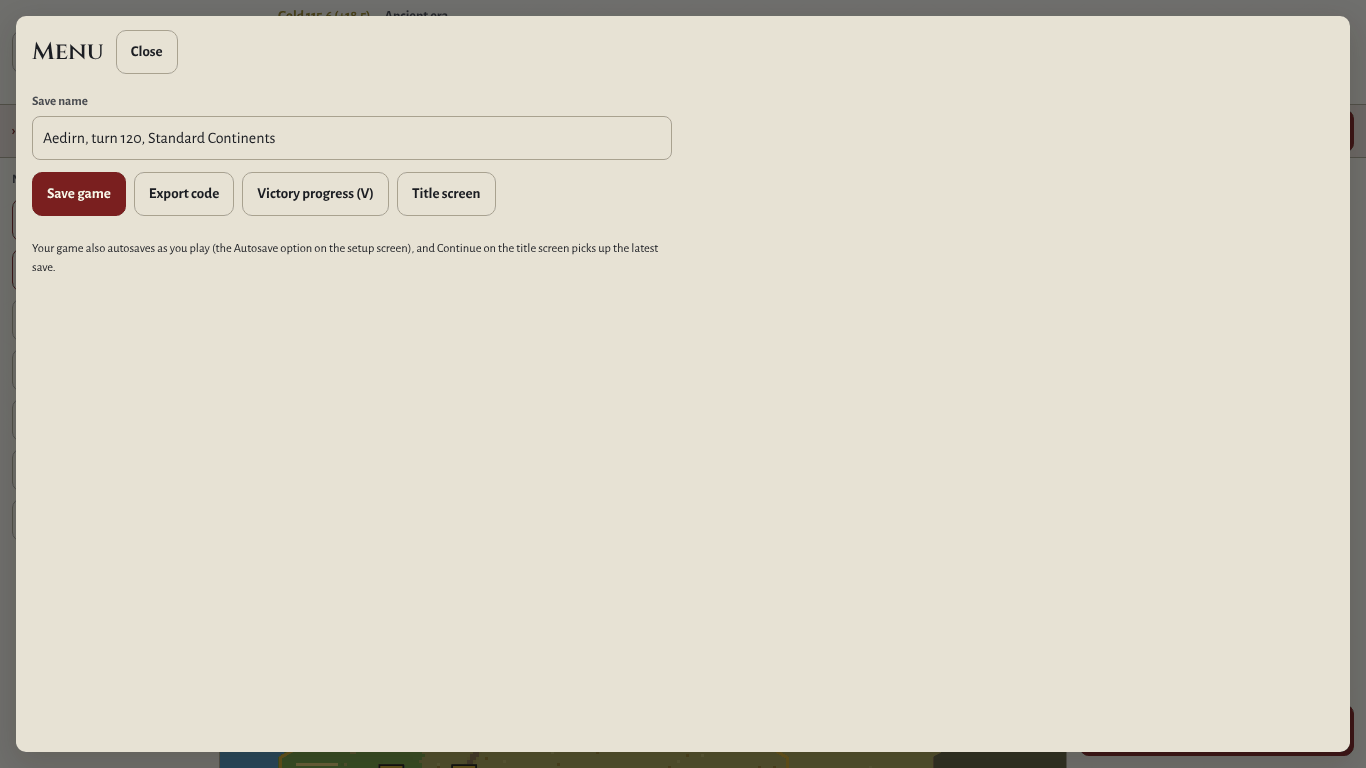 Menu
Close
Save name
Aedirn, turn 120, Standard Continents
Save game
Export code
Victory progress (V)
Title screen
Your game also autosaves as you play (the Autosave option on the setup screen), and Continue on the title screen picks up the latest
save.